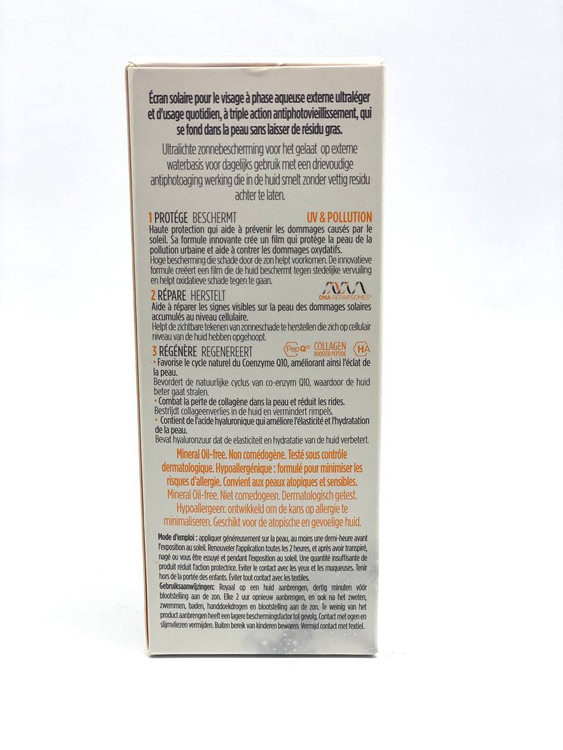 Écran solaire pour le visage à phase aqueuse externe ultraléger
et d'usage quotidien, à triple action antiphotovieillissement, qui
se fond dans la peau sans laisser de résidu gras.
Ultralichte zonnebescherming voor het gelaat op externe
waterbasis voor dagelijks gebruik met een drievoudige
antiphotoaging werking die in de huid smelt zonder vettig residu
achter te laten.
1 PROTÉGE BESCHERMT UV & POLLUTION
Haute protection qui aide à prévenir les dommages causés par le
soleil. Sa formule innovante crée un film qui protège la peau de la
pollution urbaine et aide à contrer les dommages oxydatifs.
Hoge bescherming die schade door de zon helpt voorkomen. De innovatieve
formule creëert een film die de huid beschermt tegen stedelijke vervuiling
en helpt oxidatieve schade tegen te gaan.
2 RÉPARE HERSTELT DNA REPAIRSOMES®
Aide à réparer les signes visibles sur la peau des dommages solaires
accumulés au niveau cellulaire.
Helpt de zichtbare tekenen van zonneschade te herstellen die zich op cellulair
niveau van de huid hebben opgehoopt.
3 RÉGÉNÈRE REGENEREERT PepQ10 COLLAGEN BOOSTER PEPTIDE HA
• Favorise le cycle naturel du Coenzyme Q10, améliorant ainsi l'éclat de
la peau.
Bevordert de natuurlijke cyclus van co-enzym Q10, waardoor de huid
beter gaat stralen.
• Combat la perte de collagène dans la peau et réduit les rides.
Bestrijdt collageenverlies in de huid en vermindert rimpels.
• Contient de l'acide hyaluronique qui améliore l'élasticité et l'hydratation
de la peau.
Bevat hyaluronzuur dat de elasticiteit en hydratatie van de huid verbetert.
Mineral Oil-free. Non comédogène. Testé sous contrôle
dermatologique. Hypoallergénique : formulé pour minimiser les
risques d'allergie. Convient aux peaux atopiques et sensibles.
Mineral Oil-free. Niet comedogeen. Dermatologisch getest.
Hypoallergeen: ontwikkeld om de kans op allergie te
minimaliseren. Geschikt voor de atopische en gevoelige huid.
Mode d'emploi : appliquer généreusement sur la peau, au moins une demi-heure avant
l'exposition au soleil. Renouveler l'application toutes les 2 heures, et après avoir transpiré,
nagé ou vous être essuyé et pendant l'exposition au soleil. Une quantité insuffisante de
produit réduit l'action protectrice. Eviter le contact avec les yeux et les muqueuses. Tenir
hors de la portée des enfants. Éviter tout contact avec les textiles.
Gebruiksaanwijzingen: Royaal op een huid aanbrengen, dertig minuten vóór
blootstelling aan de zon. Elke 2 uur opnieuw aanbrengen, en ook na het zweten,
zwemmen, baden, handdoekdrogen en blootstelling aan de zon. Te weinig van het
product aanbrengen heeft een lagere beschermingsfactor tot gevolg. Contact met ogen en
slijmvliezen vermijden. Buiten bereik van kinderen bewaren. Vermijd contact met textiel.